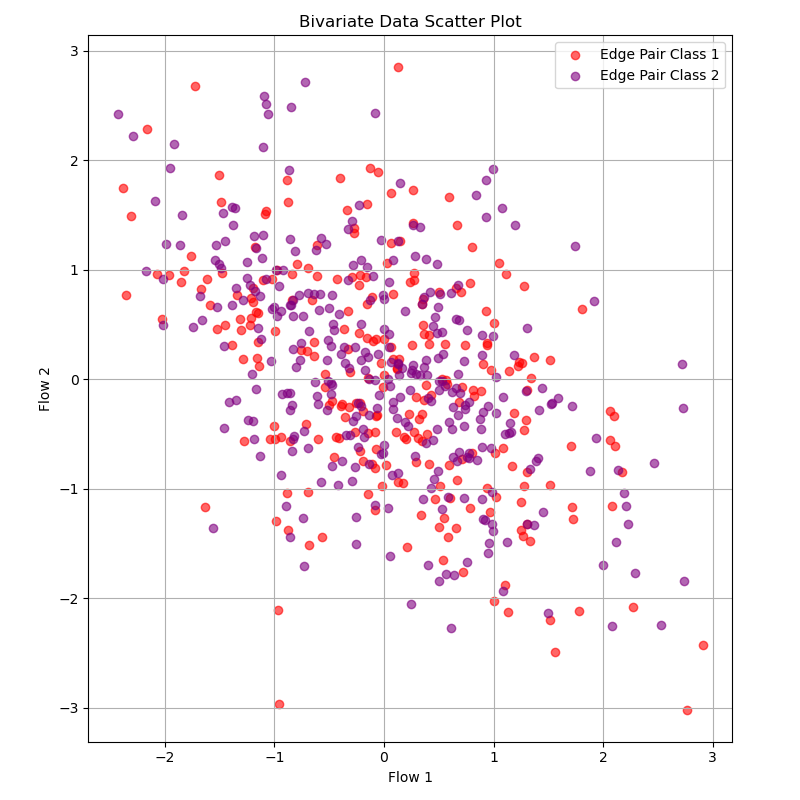 Bivariate Data Scatter Plot
Edge Pair Class 1
Edge Pair Class 2
3
2
1
0
−1
−2
−3
Flow 2
−2
−1
0
1
2
3
Flow 1